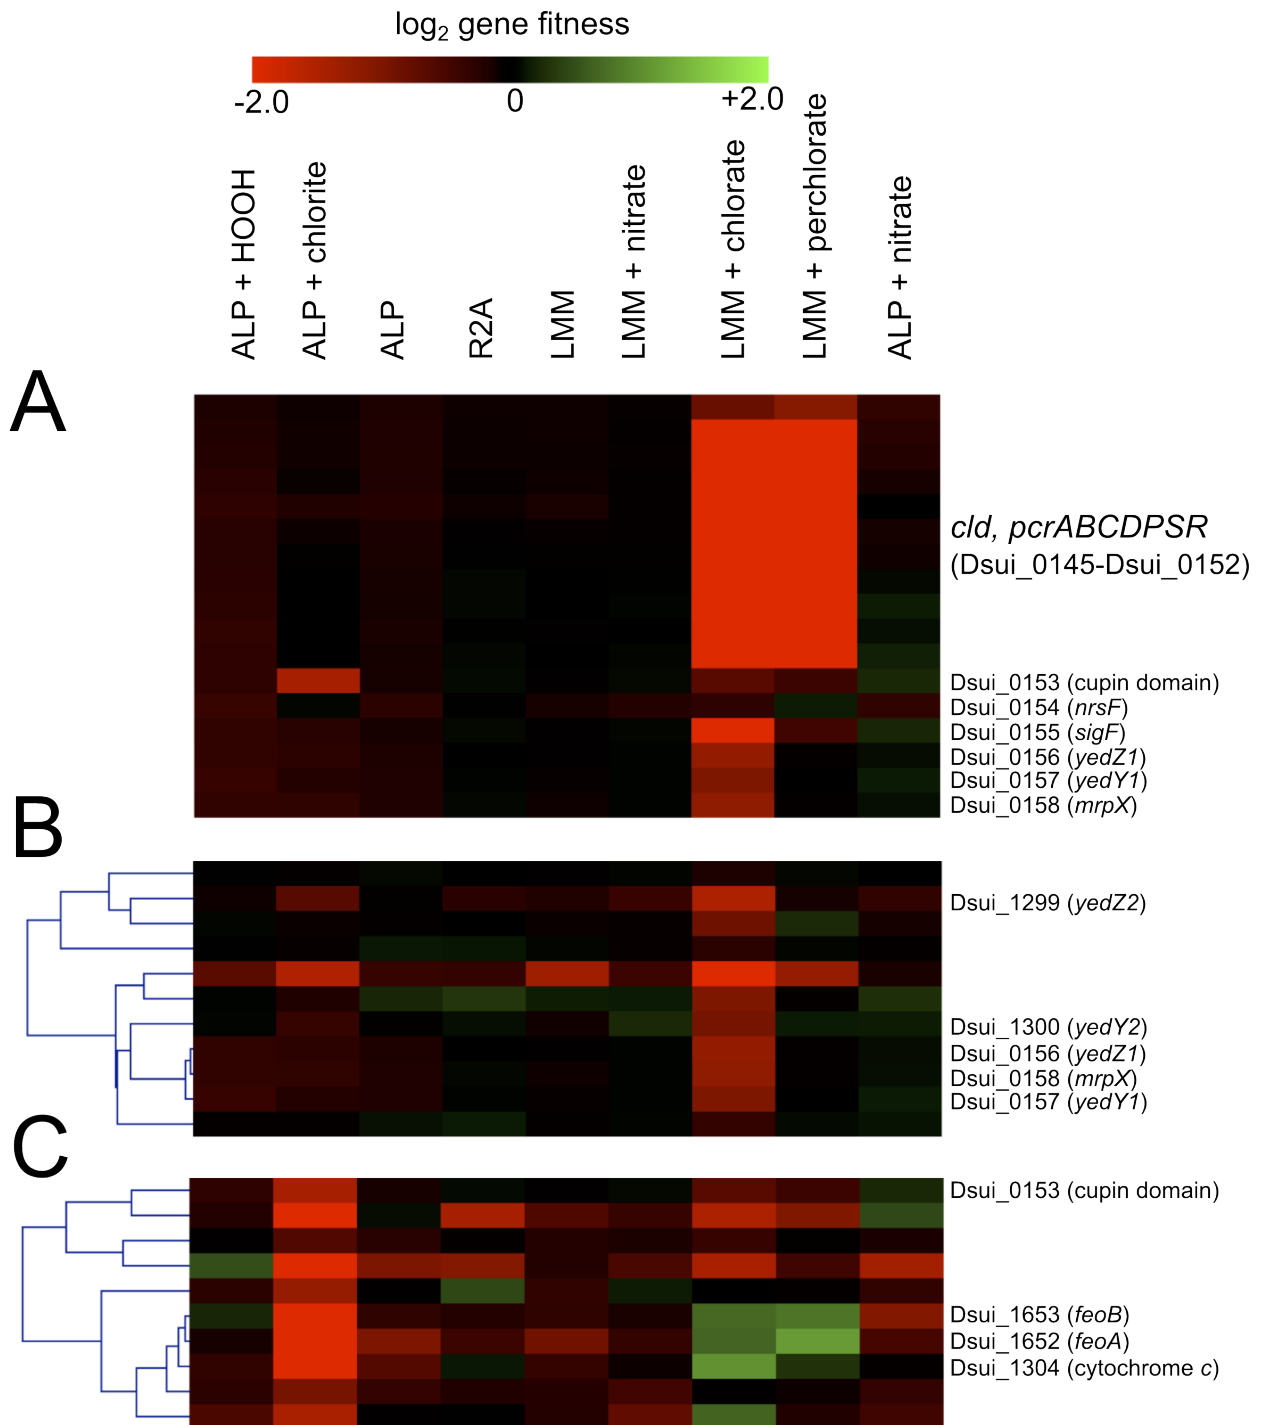 log2 gene fitness
-2.0 0 +2.0
ALP + HOOH
ALP + chlorite
ALP
R2A
LMM
LMM + nitrate
LMM + chlorate
LMM + perchlorate
ALP + nitrate
A
cld, pcrABCDPSR
(Dsui_0145-Dsui_0152)
Dsui_0153 (cupin domain)
Dsui_0154 (nrsF)
Dsui_0155 (sigF)
Dsui_0156 (yedZ1)
Dsui_0157 (yedY1)
Dsui_0158 (mrpX)
B
Dsui_1299 (yedZ2)
Dsui_1300 (yedY2)
Dsui_0156 (yedZ1)
Dsui_0158 (mrpX)
Dsui_0157 (yedY1)
C
Dsui_0153 (cupin domain)
Dsui_1653 (feoB)
Dsui_1652 (feoA)
Dsui_1304 (cytochrome c)